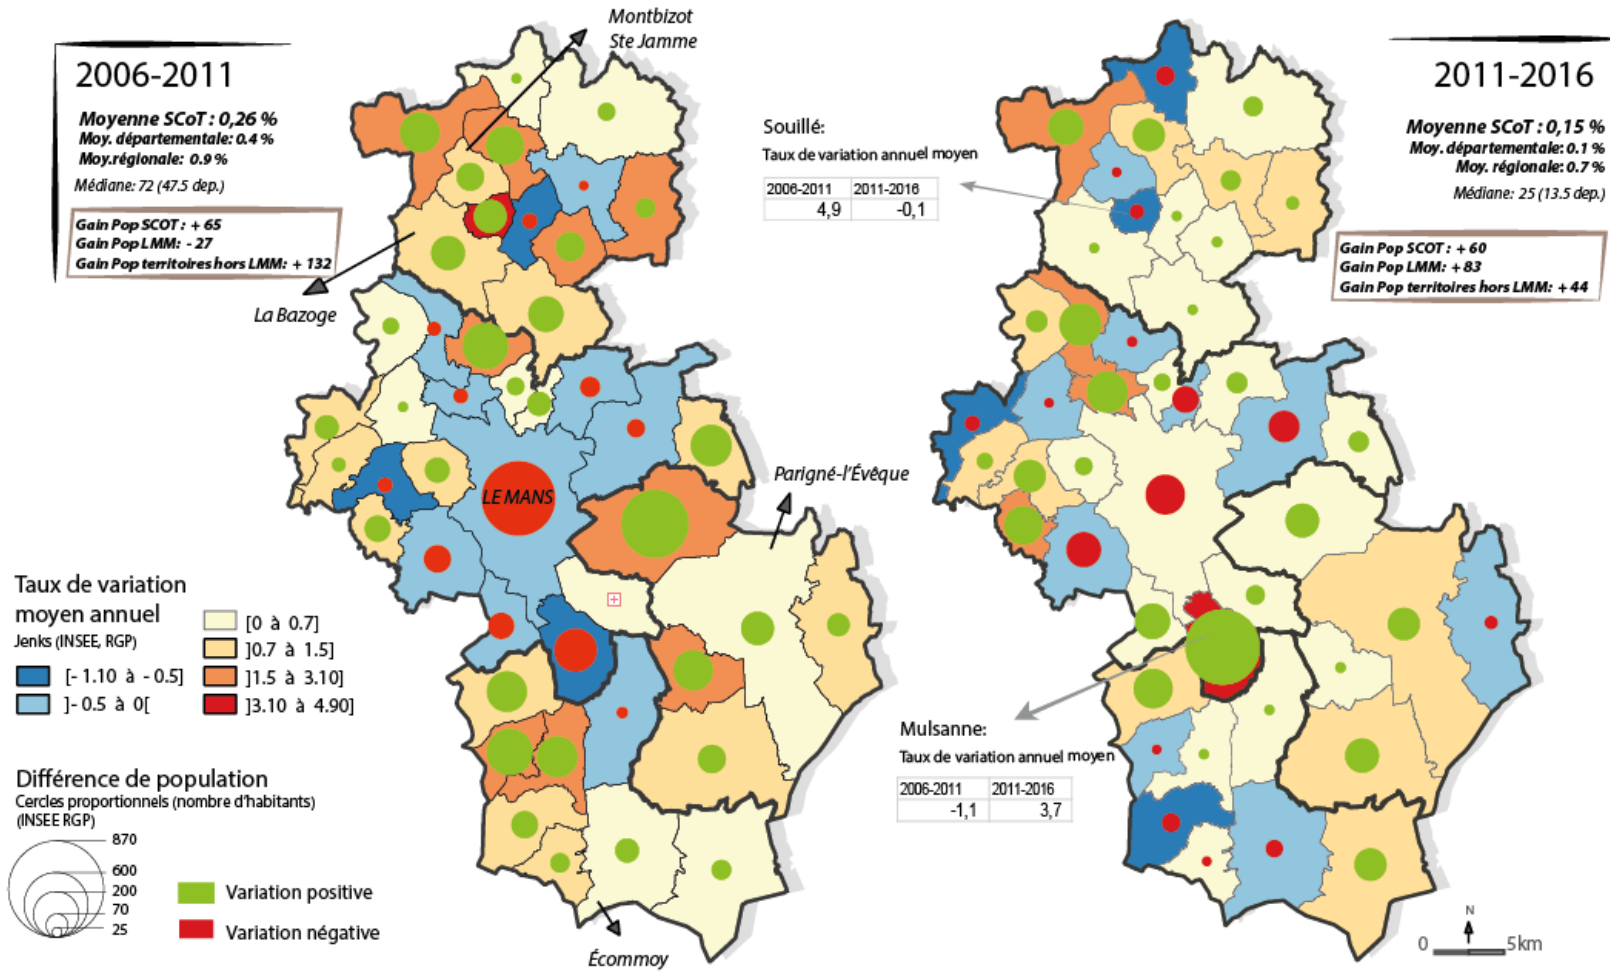 2006-2011
Moyenne SCoT : 0,26 %
Moy. départementale: 0.4 %
Moy.régionale: 0.9 %
Médiane: 72 (47.5 dep.)
Gain Pop SCOT : + 65
Gain Pop LMM: - 27
Gain Pop territoires hors LMM: + 132
Montbizot
Ste Jamme
La Bazoge
LE MANS
Parigné-l'Évêque
Écommoy
Souillé:
Taux de variation annuel moyen
2006-2011 2011-2016
4,9 -0,1
2011-2016
Moyenne SCoT : 0,15 %
Moy. départementale: 0.1 %
Moy. régionale: 0.7 %
Médiane: 25 (13.5 dep.)
Gain Pop SCOT : + 60
Gain Pop LMM: + 83
Gain Pop territoires hors LMM: + 44
Mulsanne:
Taux de variation annuel moyen
2006-2011 2011-2016
-1,1 3,7
Taux de variation
moyen annuel
Jenks (INSEE, RGP)
[- 1.10 à - 0.5]
]- 0.5 à 0[
[0 à 0.7]
]0.7 à 1.5]
]1.5 à 3.10]
]3.10 à 4.90]
Différence de population
Cercles proportionnels (nombre d'habitants)
(INSEE RGP)
870
600
200
70
25
Variation positive
Variation négative
N
0 5km